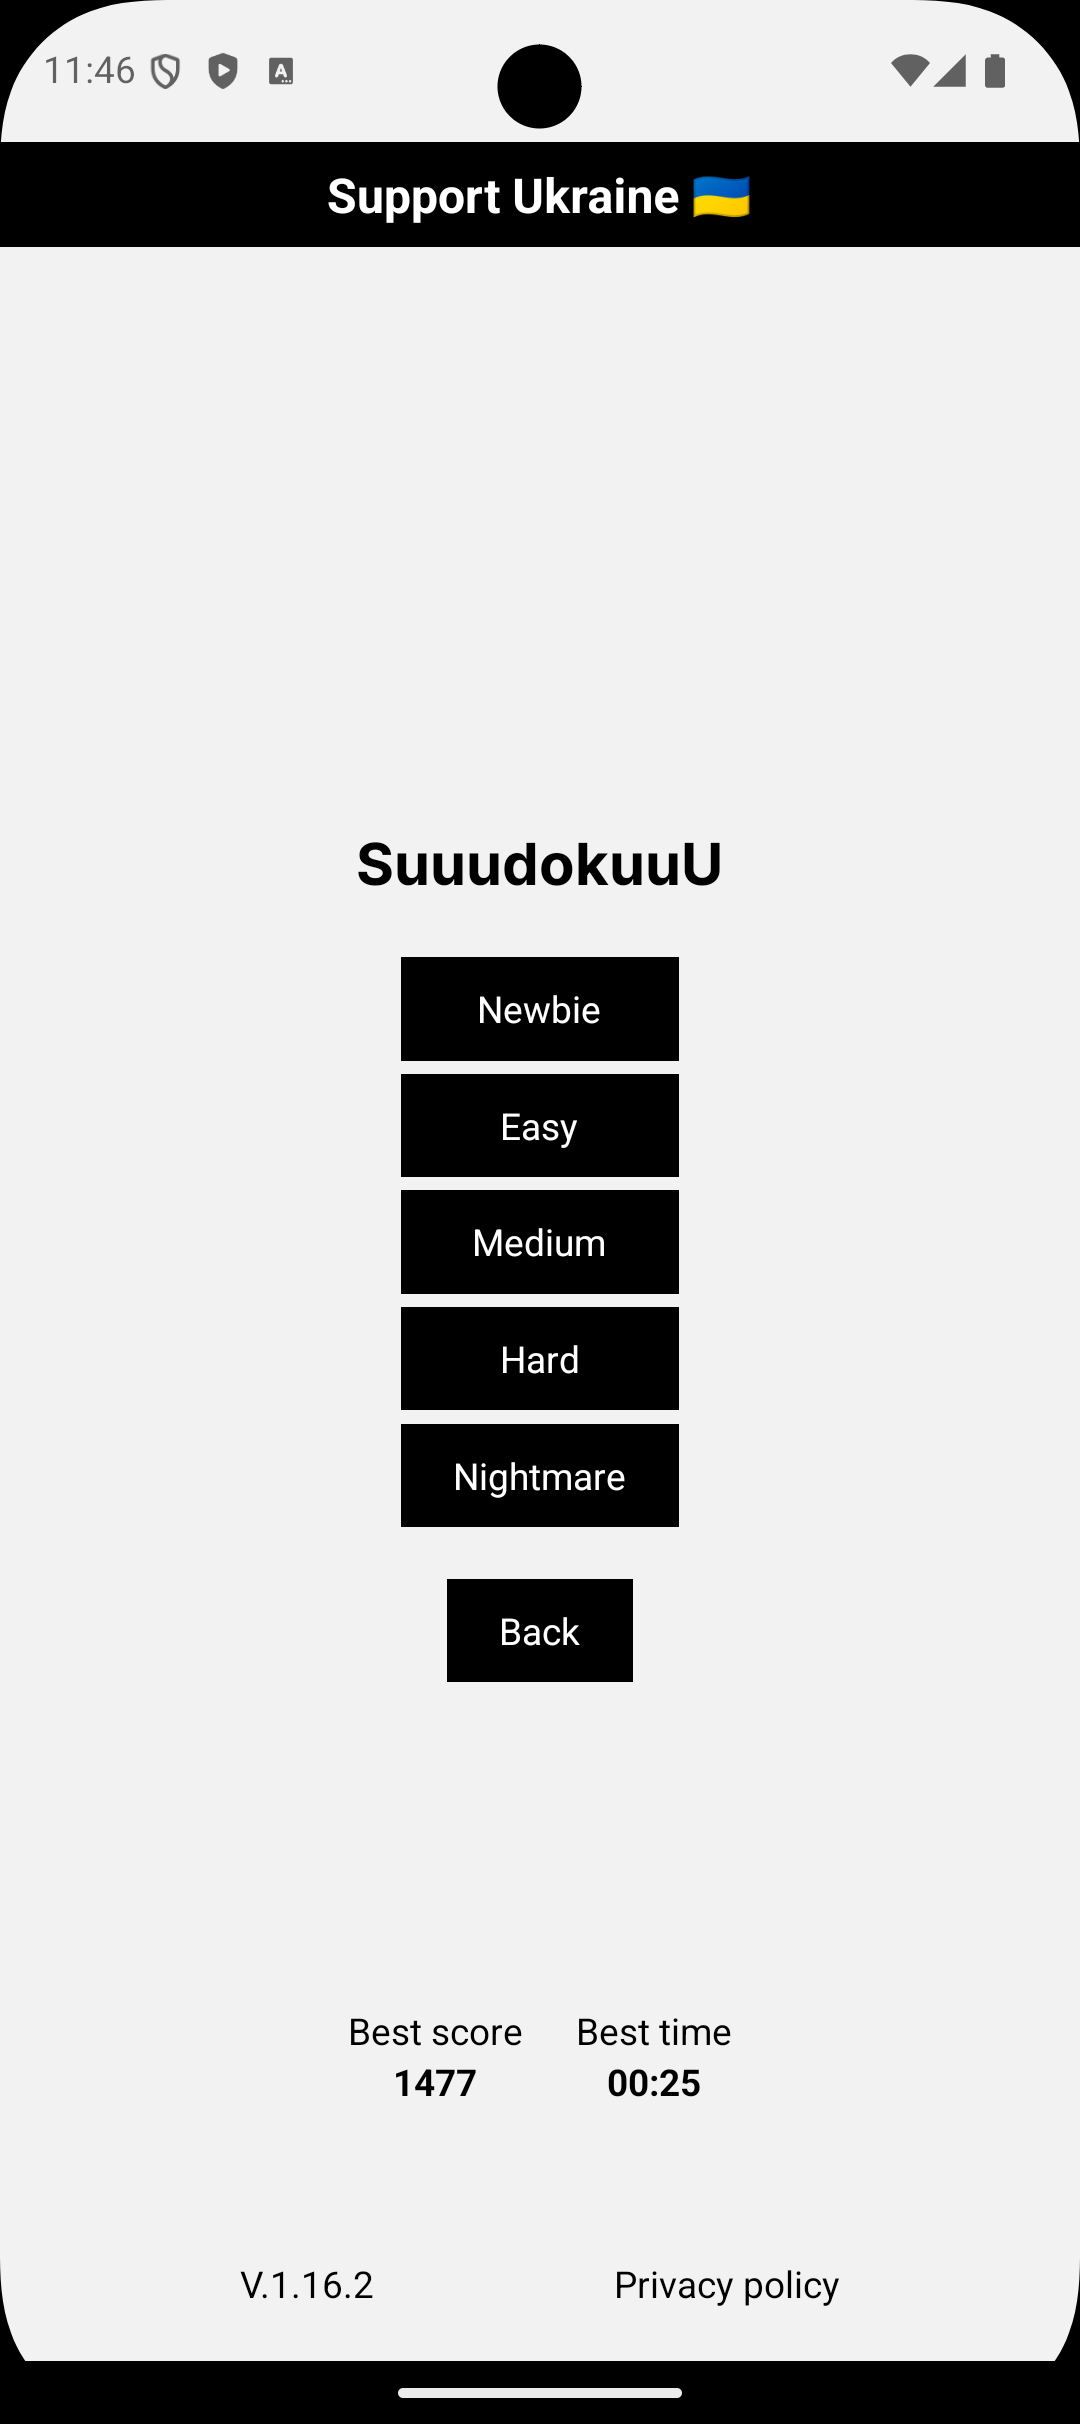 11:46
Support Ukraine 🇺🇦
SuuudokuuU
Newbie
Easy
Medium
Hard
Nightmare
Back
Best score Best time
1477 00:25
V.1.16.2 Privacy policy